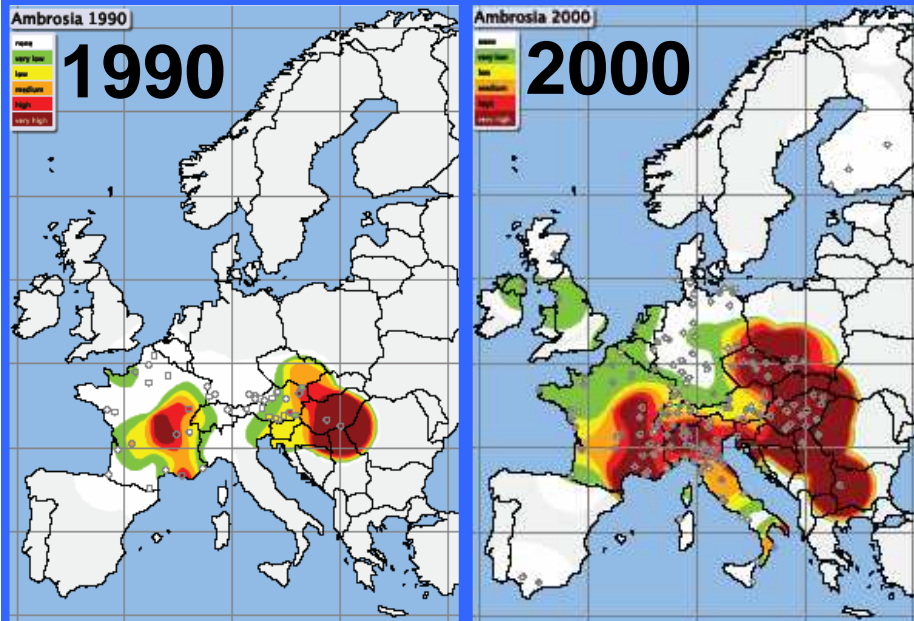 Ambrosia 1990
none
very low
low
medium
high
very high
1990
Ambrosia 2000
none
very low
low
medium
high
very high
2000